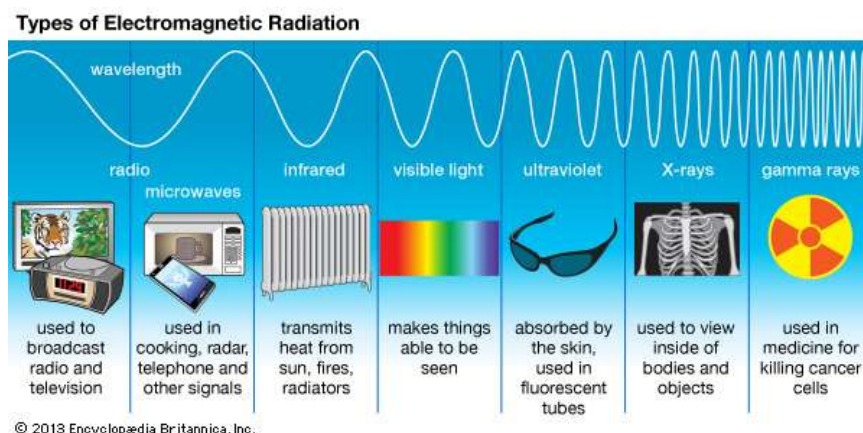 Types of Electromagnetic Radiation
wavelength
radio
microwaves
infrared
visible light
ultraviolet
X-rays
gamma rays
used to
broadcast
radio and
television
used in
cooking, radar,
telephone and
other signals
transmits
heat from
sun, fires,
radiators
makes things
able to be
seen
absorbed by
the skin,
used in
fluorescent
tubes
used to view
inside of
bodies and
objects
used in
medicine for
killing cancer
cells
© 2013 Encyclopædia Britannica, Inc.